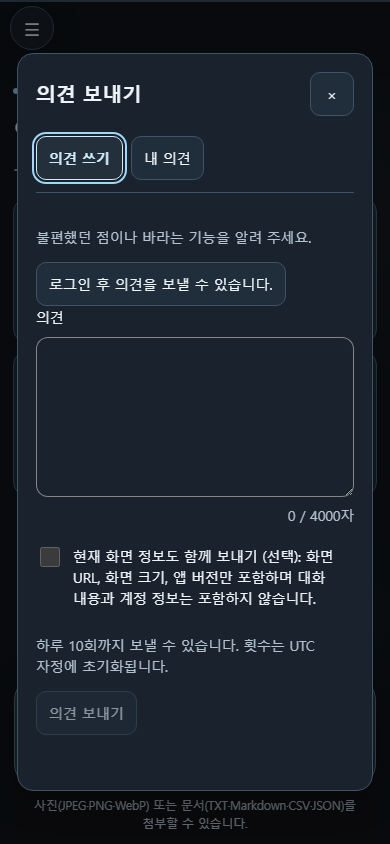 의견 보내기
×
의견 쓰기 내 의견
불편했던 점이나 바라는 기능을 알려 주세요.
로그인 후 의견을 보낼 수 있습니다.
의견
0 / 4000자
현재 화면 정보도 함께 보내기 (선택): 화면
URL, 화면 크기, 앱 버전만 포함하며 대화
내용과 계정 정보는 포함하지 않습니다.
하루 10회까지 보낼 수 있습니다. 횟수는 UTC
자정에 초기화됩니다.
의견 보내기
사진(JPEG·PNG·WebP) 또는 문서(TXT·Markdown·CSV·JSON)를
첨부할 수 있습니다.